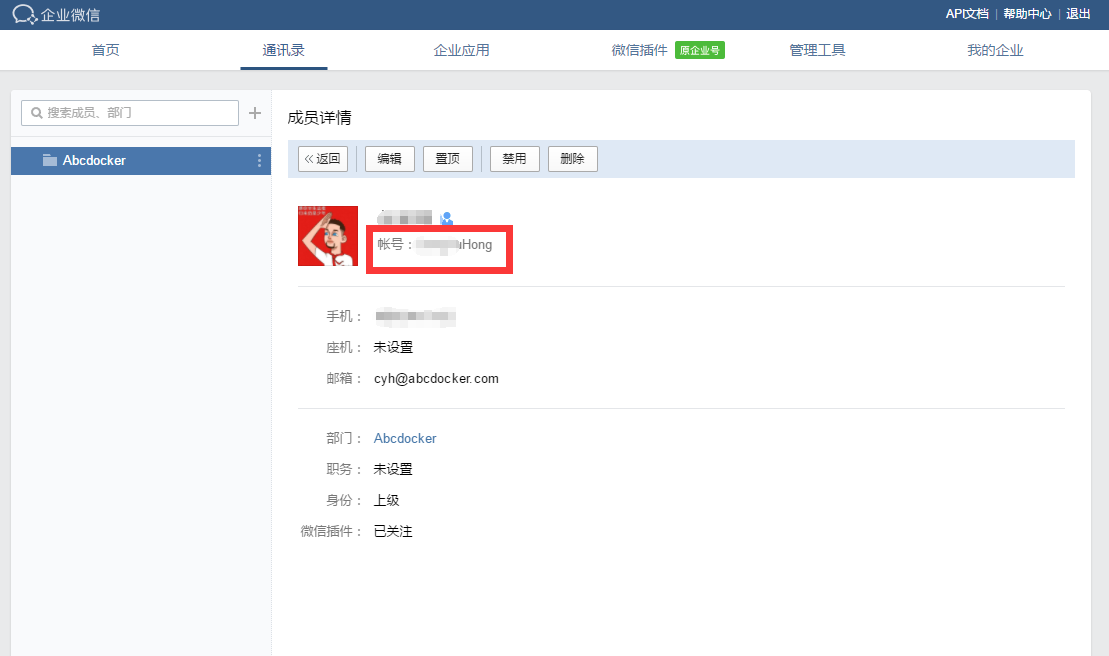 企业微信
API文档 | 帮助中心 | 退出
首页 通讯录 企业应用 微信插件 原企业号 管理工具 我的企业
搜索成员、部门
Abcdocker
成员详情
返回 编辑 置顶 禁用 删除
帐号：Hong
手机：
座机：未设置
邮箱：cyh@abcdocker.com
部门：Abcdocker
职务：未设置
身份：上级
微信插件：已关注